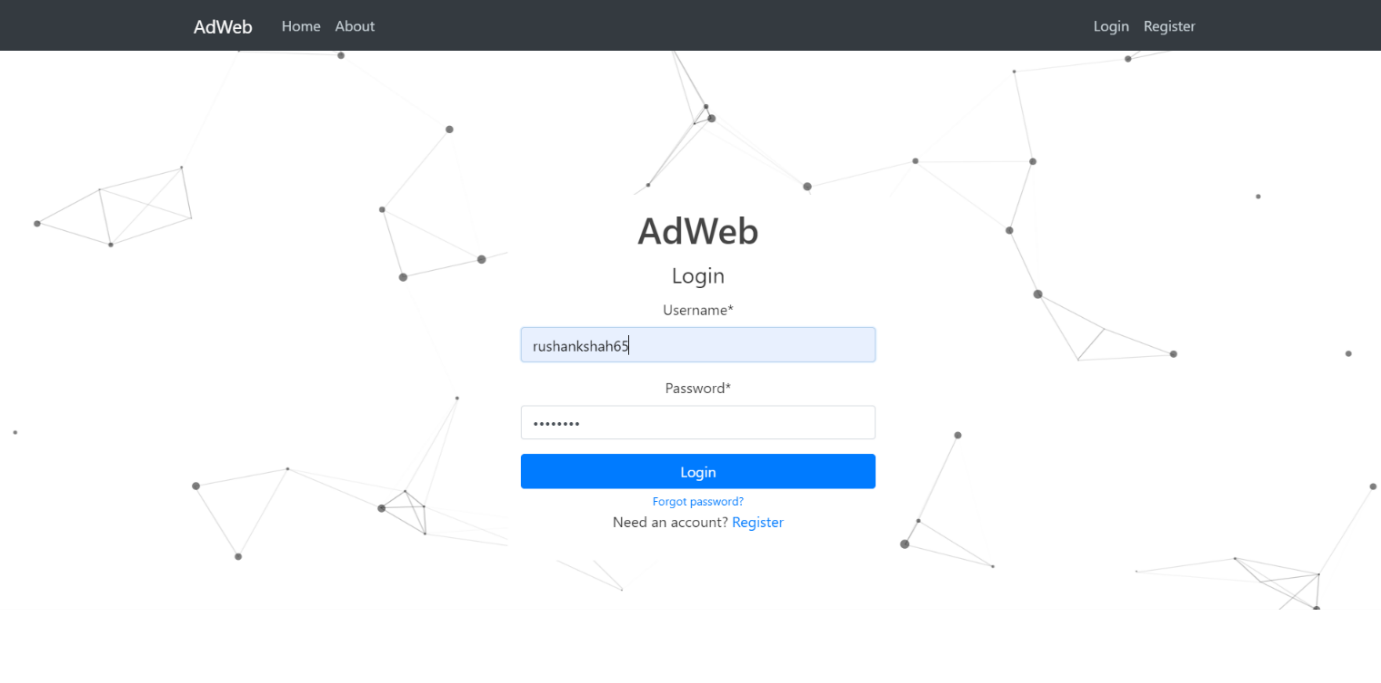 AdWeb Home About Login Register
AdWeb
Login
Username*
rushankshah65
Password*
••••••••
Login
Forgot password?
Need an account? Register